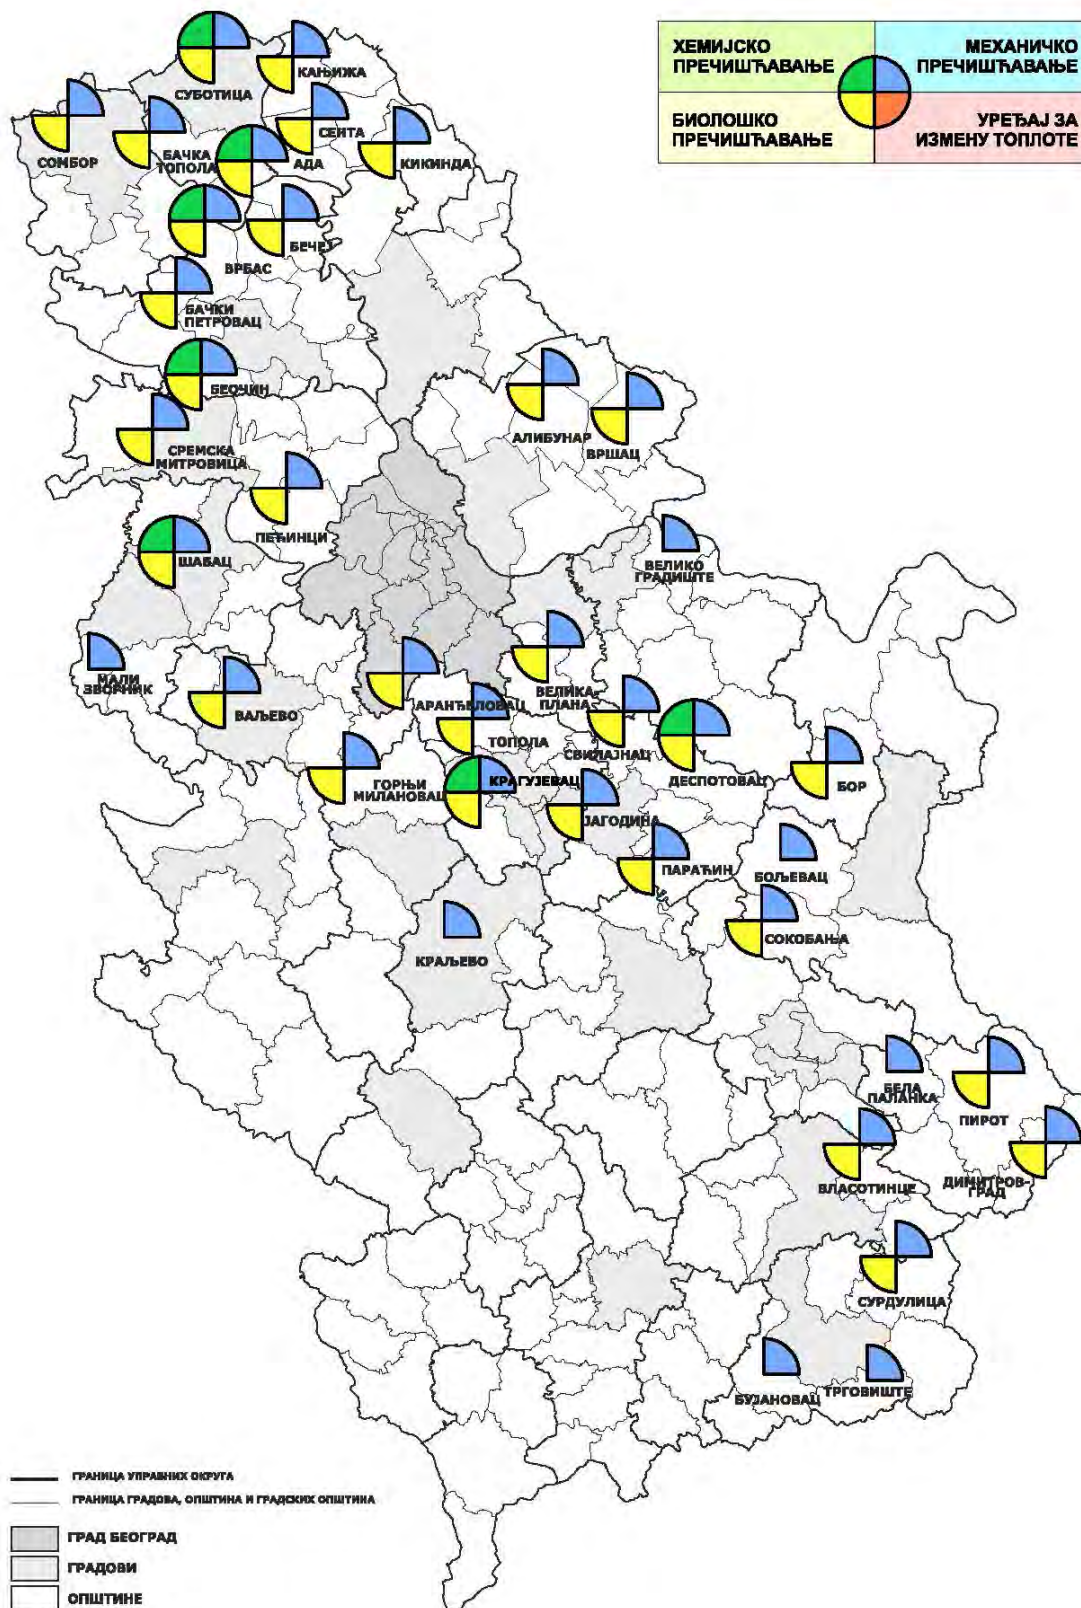 ХЕМИЈСКО
ПРЕЧИШЋАВАЊЕ
МЕХАНИЧКО
ПРЕЧИШЋАВАЊЕ
БИОЛОШКО
ПРЕЧИШЋАВАЊЕ
УРЕЂАЈ ЗА
ИЗМЕНУ ТОПЛОТЕ
СУБОТИЦА
КАЊИЖА
СОМБОР
БАЧКА
ТОПОЛА
СЕНТА
АДА
КИКИНДА
ВРБАС
БЕЧЕЈ
БАЧКИ
ПЕТРОВАЦ
БЕОЧИН
СРЕМСКА
МИТРОВИЦА
АЛИБУНАР
ВРШАЦ
ПЕЋИНЦИ
ШАБАЦ
ВЕЛИКО
ГРАДИШТЕ
МАЛИ
ЗВОРНИК
ВАЉЕВО
АРАНЂЕЛОВАЦ
ВЕЛИКА
ПЛАНА
ТОПОЛА
СВИЛАЈНАЦ
ДЕСПОТОВАЦ
ГОРЊИ
МИЛАНОВАЦ
КРАГУЈЕВАЦ
БОР
ЈАГОДИНА
ПАРАЋИН
БОЉЕВАЦ
СОКОБАЊА
КРАЉЕВО
БЕЛА
ПАЛАНКА
ПИРОТ
ВЛАСОТИНЦЕ
ДИМИТРОВ-
ГРАД
СУРДУЛИЦА
БУЈАНОВАЦ
ТРГОВИШТЕ
ГРАНИЦА УПРАВНИХ ОКРУГА
ГРАНИЦА ГРАДОВА, ОПШТИНА И ГРАДСКИХ ОПШТИНА
ГРАД БЕОГРАД
ГРАДОВИ
ОПШТИНЕ